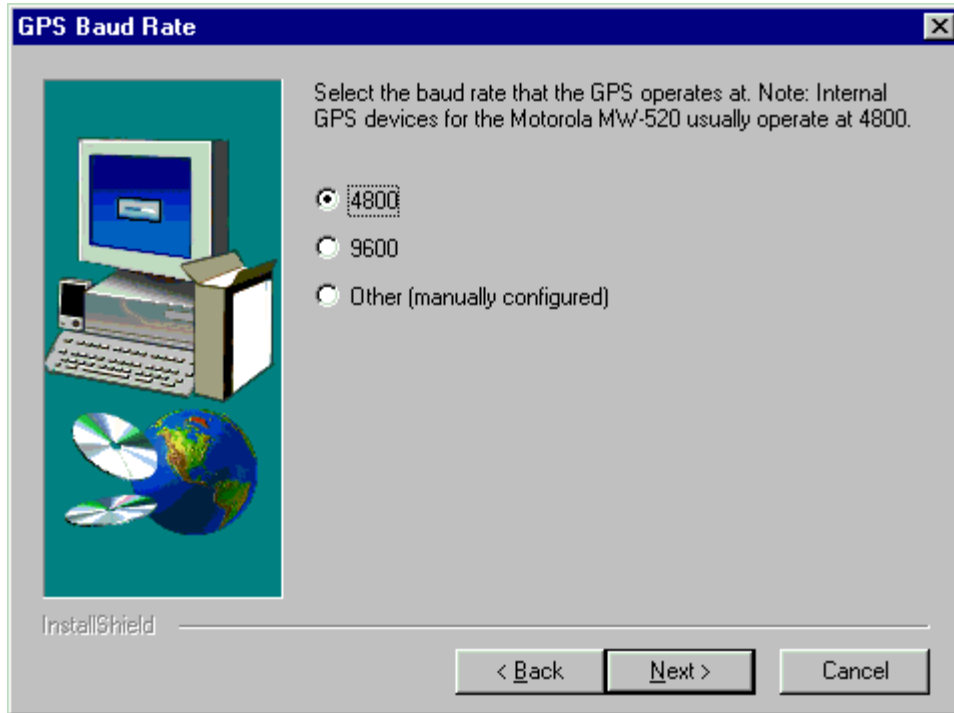 GPS Baud Rate
Select the baud rate that the GPS operates at. Note: Internal
GPS devices for the Motorola MW-520 usually operate at 4800.
4800
9600
Other (manually configured)
InstallShield
< Back
Next >
Cancel